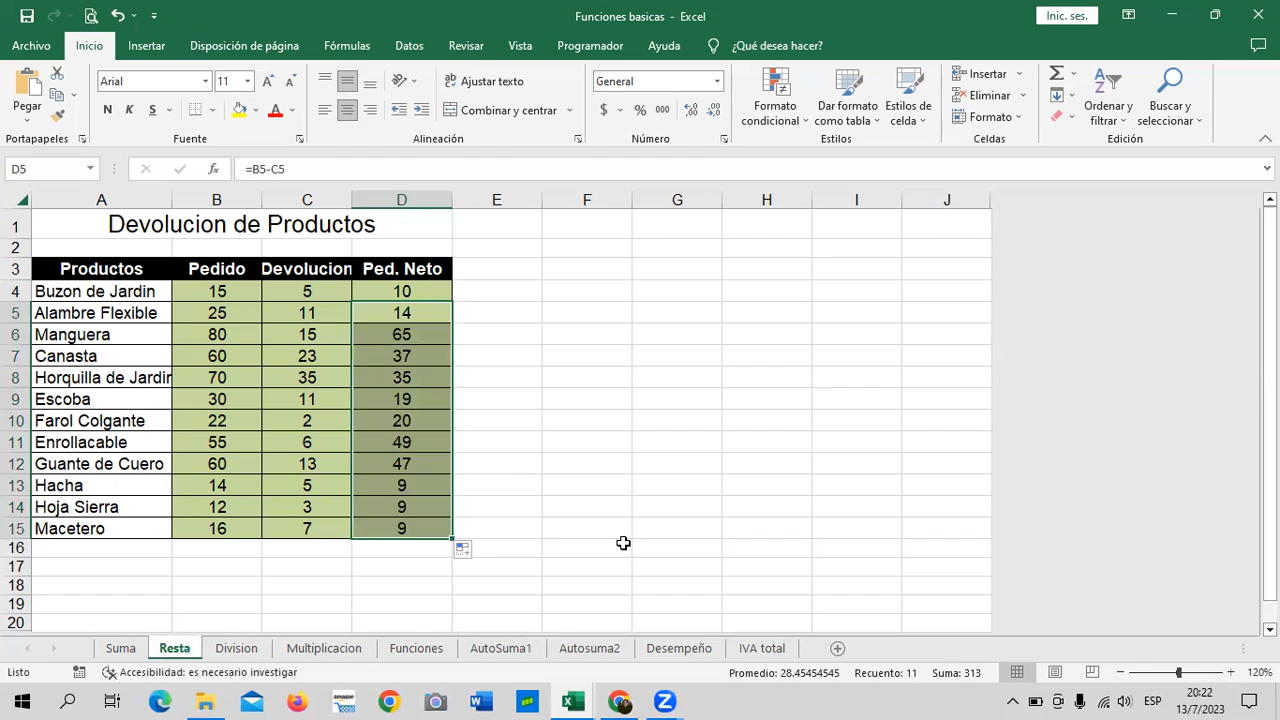 Funciones basicas - Excel
Inic. ses.
Archivo Inicio Insertar Disposición de página Fórmulas Datos Revisar Vista Programador Ayuda ¿Qué desea hacer?
Pegar
Arial 11
Ajustar texto
General
Formato condicional
Dar formato como tabla
Estilos de celda
Insertar
Eliminar
Formato
Ordenar y filtrar
Buscar y seleccionar
N K S
Combinar y centrar
$ % 000
Portapapeles Fuente Alineación Número Estilos Celdas Edición
D5 fx =B5-C5
A B C D E F G H I J
1 Devolucion de Productos
2
3 Productos Pedido Devolucion Ped. Neto
4 Buzon de Jardin 15 5 10
5 Alambre Flexible 25 11 14
6 Manguera 80 15 65
7 Canasta 60 23 37
8 Horquilla de Jardin 70 35 35
9 Escoba 30 11 19
10 Farol Colgante 22 2 20
11 Enrollacable 55 6 49
12 Guante de Cuero 60 13 47
13 Hacha 14 5 9
14 Hoja Sierra 12 3 9
15 Macetero 16 7 9
16
17
18
19
20
Suma Resta Division Multiplicacion Funciones AutoSuma1 Autosuma2 Desempeño IVA total
Listo Accesibilidad: es necesario investigar Promedio: 28.45454545 Recuento: 11 Suma: 313 120%
ESP
20:22
13/7/2023